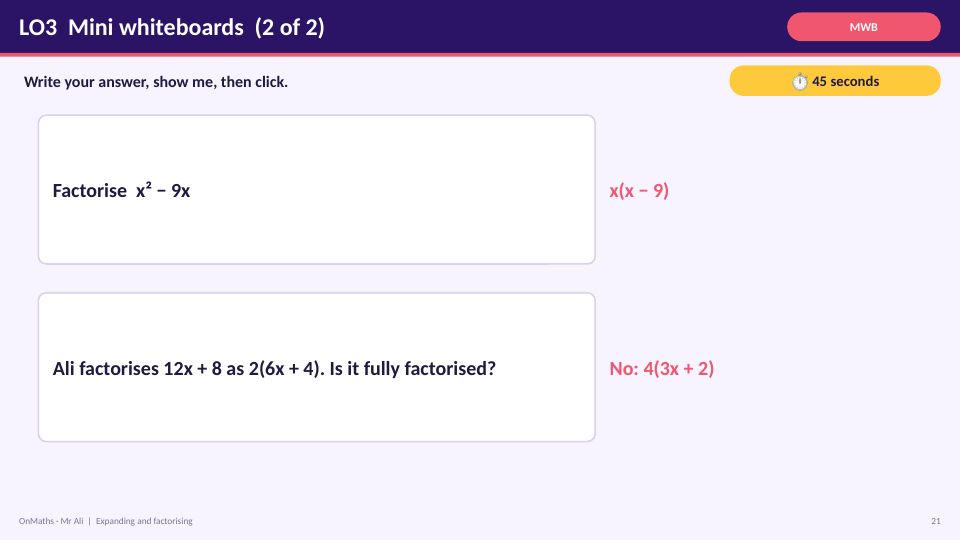 LO3  Mini whiteboards  (2 of 2)
MWB
Write your answer, show me, then click.
⏱ 45 seconds
Factorise  x² − 9x
x(x − 9)
Ali factorises 12x + 8 as 2(6x + 4). Is it fully factorised?
No: 4(3x + 2)
OnMaths · Mr Ali  |  Expanding and factorising
21